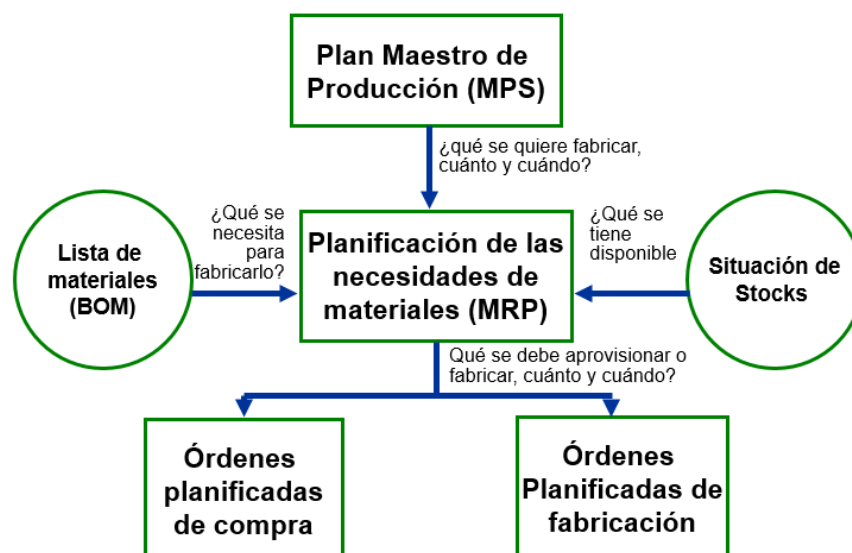 Plan Maestro de
Producción (MPS)
¿qué se quiere fabricar,
cuánto y cuándo?
¿Qué se
necesita
para
fabricarlo?
¿Qué se
tiene
disponible
Lista de
materiales
(BOM)
Planificación de las
necesidades de
materiales (MRP)
Situación de
Stocks
Qué se debe aprovisionar o
fabricar, cuánto y cuándo?
Órdenes
planificadas
de compra
Órdenes
Planificadas de
fabricación